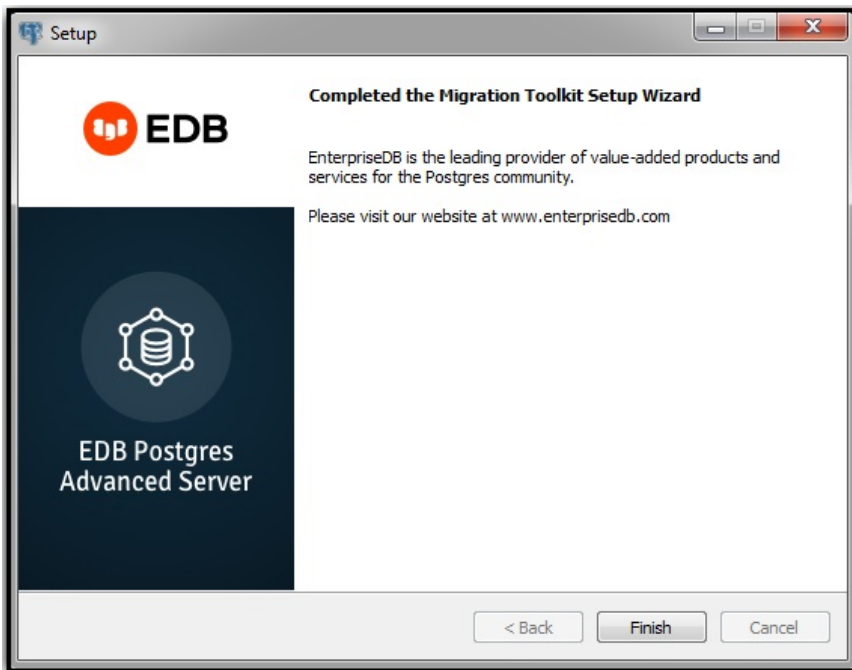 Setup
EDB
Completed the Migration Toolkit Setup Wizard
EnterpriseDB is the leading provider of value-added products and
services for the Postgres community.
Please visit our website at www.enterprisedb.com
EDB Postgres
Advanced Server
< Back
Finish
Cancel